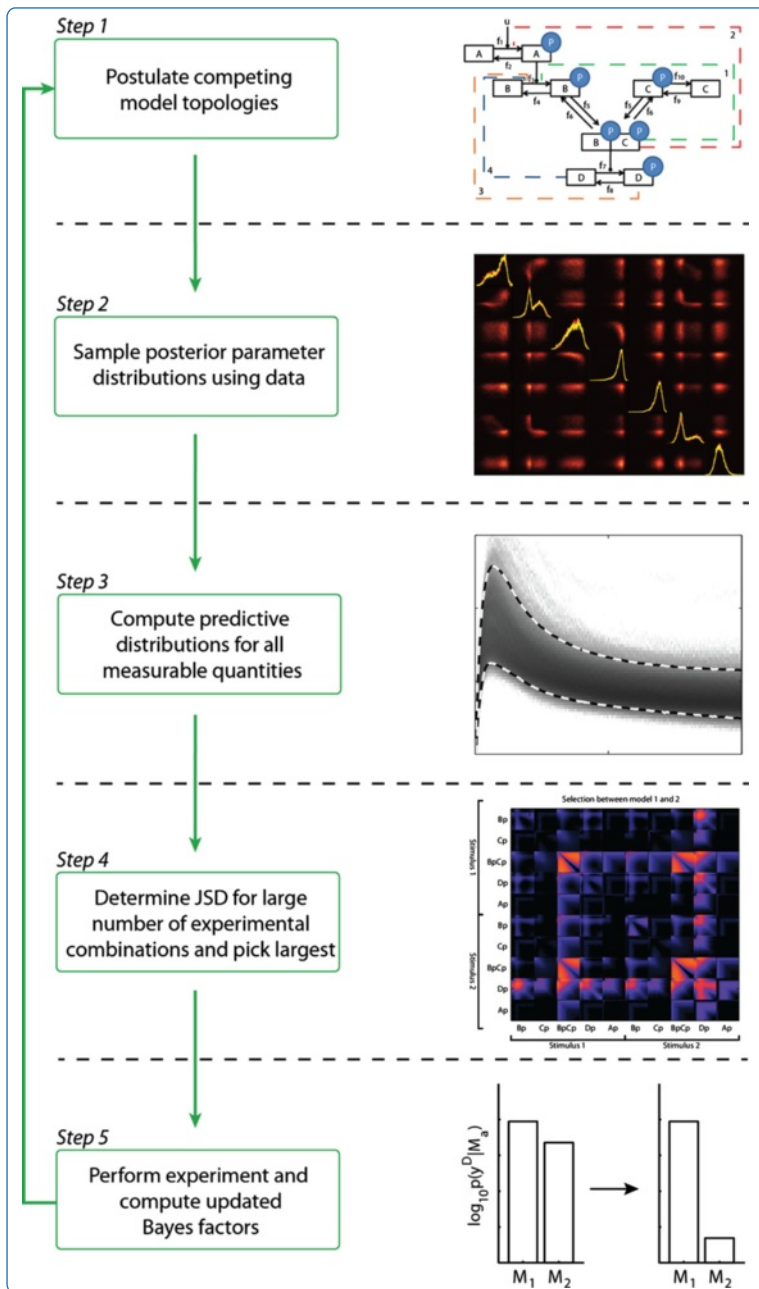 Step 1
Postulate competing
model topologies
u
2
f1
P
A
A
f2
1
P
P
f10
B
B
C
C
f4
f5
f5
f9
f6
f6
P
P
B
C
4
f7
P
D
D
f8
3
Step 2
Sample posterior parameter
distributions using data
Step 3
Compute predictive
distributions for all
measurable quantities
Step 4
Determine JSD for large
number of experimental
combinations and pick largest
Selection between model 1 and 2
Stimulus 1
Bp
Cp
BpCp
Dp
Ap
Stimulus 2
Bp
Cp
BpCp
Dp
Ap
Bp Cp BpCp Dp Ap Bp Cp BpCp Dp Ap
Stimulus 1 Stimulus 2
Step 5
Perform experiment and
compute updated
Bayes factors
log10p(y^D|Ma)
M1 M2 M1 M2